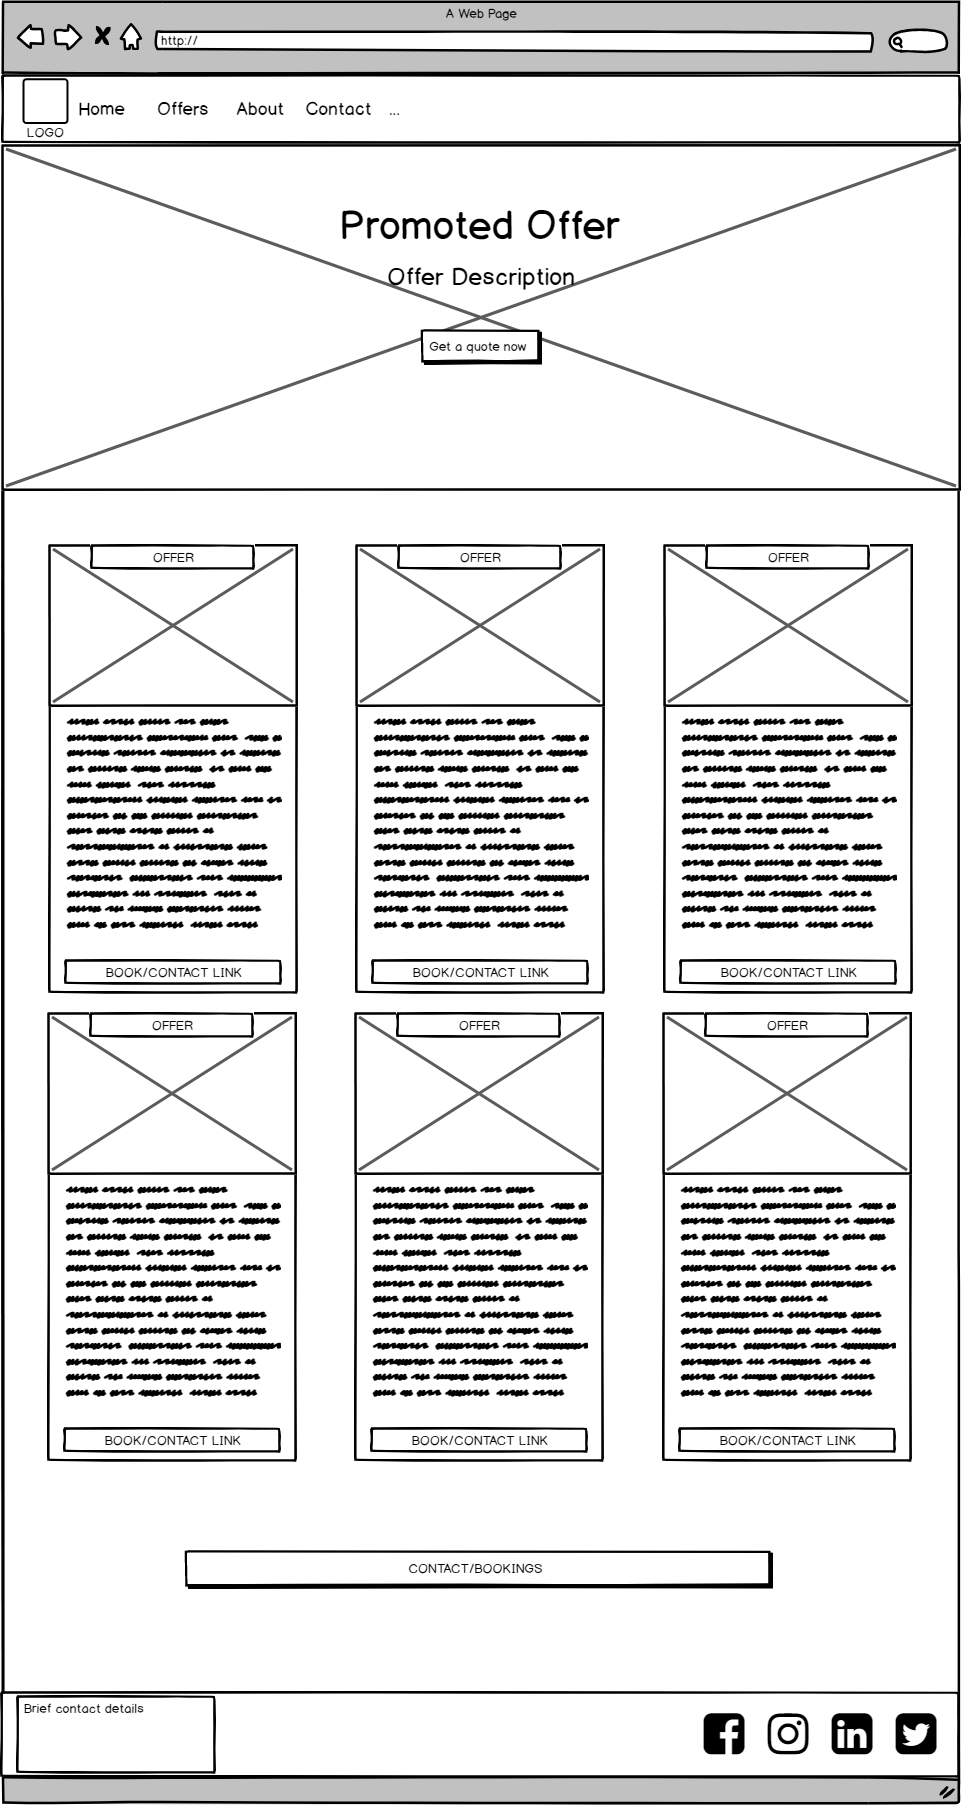 A Web Page
http://
Home Offers About Contact ...
LOGO
Promoted Offer
Offer Description
Get a quote now
OFFER OFFER OFFER
BOOK/CONTACT LINK BOOK/CONTACT LINK BOOK/CONTACT LINK
OFFER OFFER OFFER
BOOK/CONTACT LINK BOOK/CONTACT LINK BOOK/CONTACT LINK
CONTACT/BOOKINGS
Brief contact details